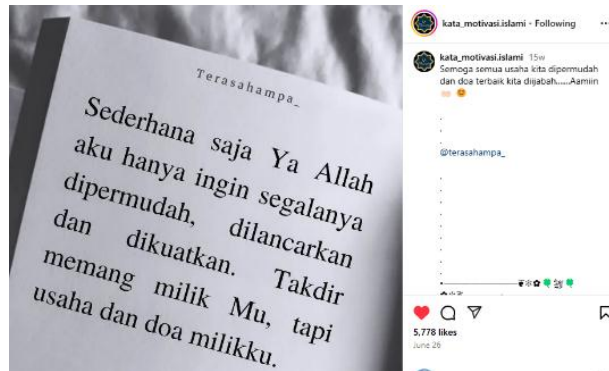 Terasahampa_
Sederhana saja Ya Allah
aku hanya ingin segalanya
dipermudah, dilancarkan
dan dikuatkan. Takdir
memang milik Mu, tapi
usaha dan doa milikku.
kata_motivasi.islami • Following
kata_motivasi.islami 15w
Semoga semua usaha kita dipermudah
dan doa terbaik kita diijabah......Aamiin
@terasahampa_
5,778 likes
June 26